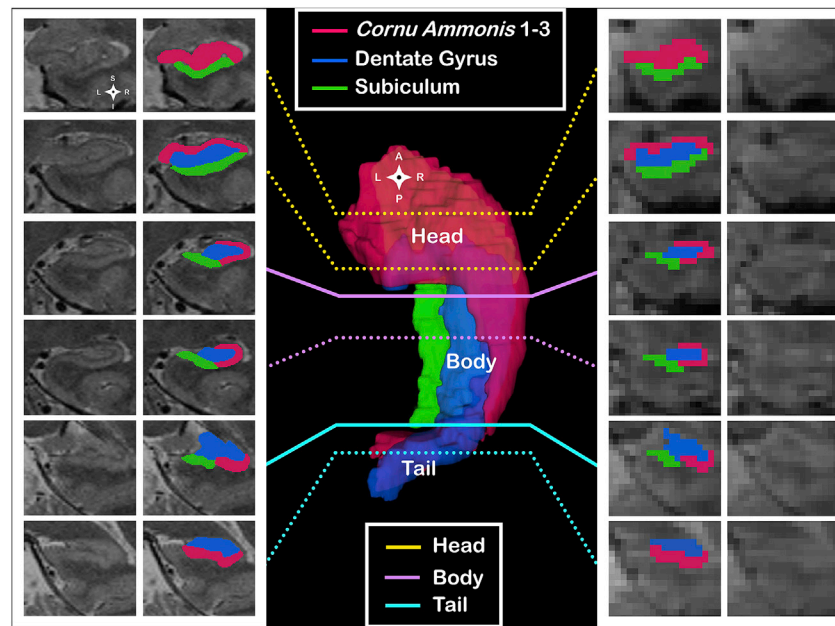 Cornu Ammonis 1-3
Dentate Gyrus
Subiculum
S
L R
I
A
L R
P
Head
Body
Tail
Head
Body
Tail